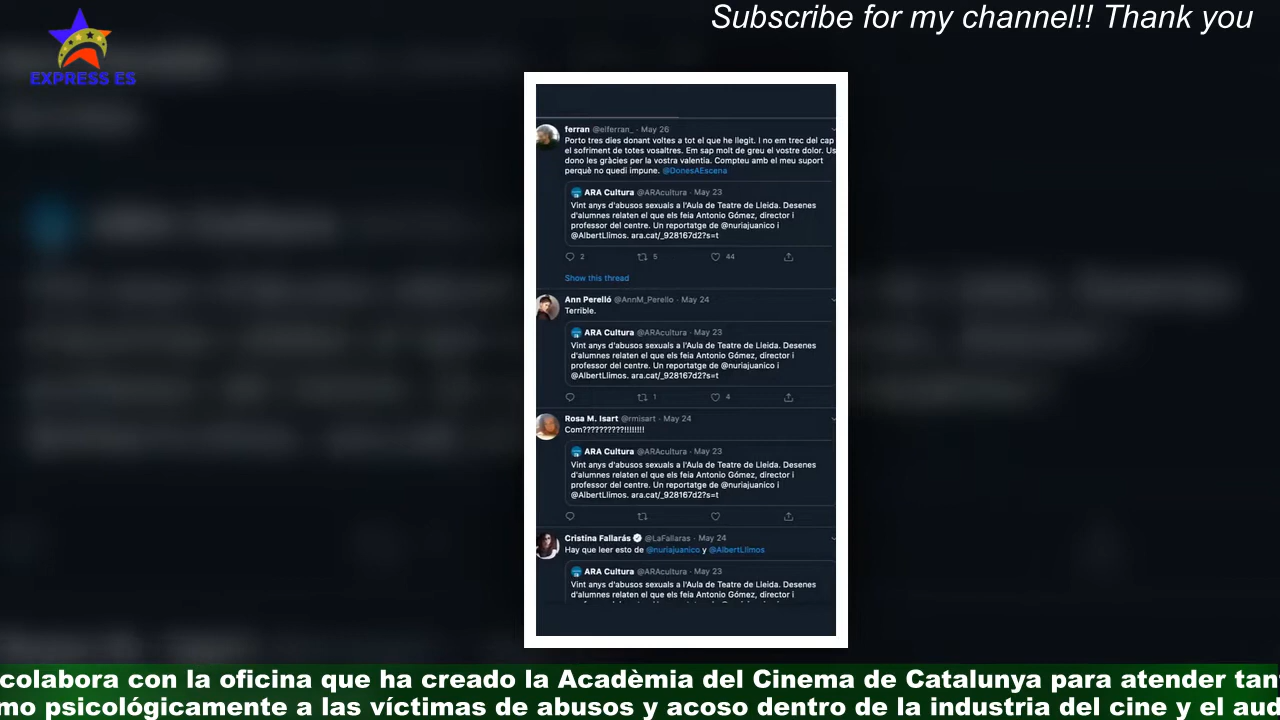 Subscribe for my channel!! Thank you
EXPRESS ES
ferran @elferran_ · May 26
Porto tres dies donant voltes a tot el que he llegit. I no em trec del cap
el sofriment de totes vosaltres. Em sap molt de greu el vostre dolor. Us
dono les gràcies per la vostra valentia. Compteu amb el meu suport
perquè no quedi impune. @DonesAEscena
ARA Cultura @ARAcultura · May 23
Vint anys d'abusos sexuals a l'Aula de Teatre de Lleida. Desenes
d'alumnes relaten el que els feia Antonio Gómez, director i
professor del centre. Un reportatge de @nuriajuanico i
@AlbertLlimos. ara.cat/_928167d2?s=t
2 5 44
Show this thread
Ann Perelló @AnnM_Perello · May 24
Terrible.
ARA Cultura @ARAcultura · May 23
Vint anys d'abusos sexuals a l'Aula de Teatre de Lleida. Desenes
d'alumnes relaten el que els feia Antonio Gómez, director i
professor del centre. Un reportatge de @nuriajuanico i
@AlbertLlimos. ara.cat/_928167d2?s=t
1 4
Rosa M. Isart @rmisart · May 24
Com??????????!!!!!!!!
ARA Cultura @ARAcultura · May 23
Vint anys d'abusos sexuals a l'Aula de Teatre de Lleida. Desenes
d'alumnes relaten el que els feia Antonio Gómez, director i
professor del centre. Un reportatge de @nuriajuanico i
@AlbertLlimos. ara.cat/_928167d2?s=t
Cristina Fallarás @LaFallaras · May 24
Hay que leer esto de @nuriajuanico y @AlbertLlimos
ARA Cultura @ARAcultura · May 23
Vint anys d'abusos sexuals a l'Aula de Teatre de Lleida. Desenes
d'alumnes relaten el que els feia Antonio Gómez, director i
colabora con la oficina que ha creado la Acadèmia del Cinema de Catalunya para atender tan
mo psicológicamente a las víctimas de abusos y acoso dentro de la industria del cine y el aud